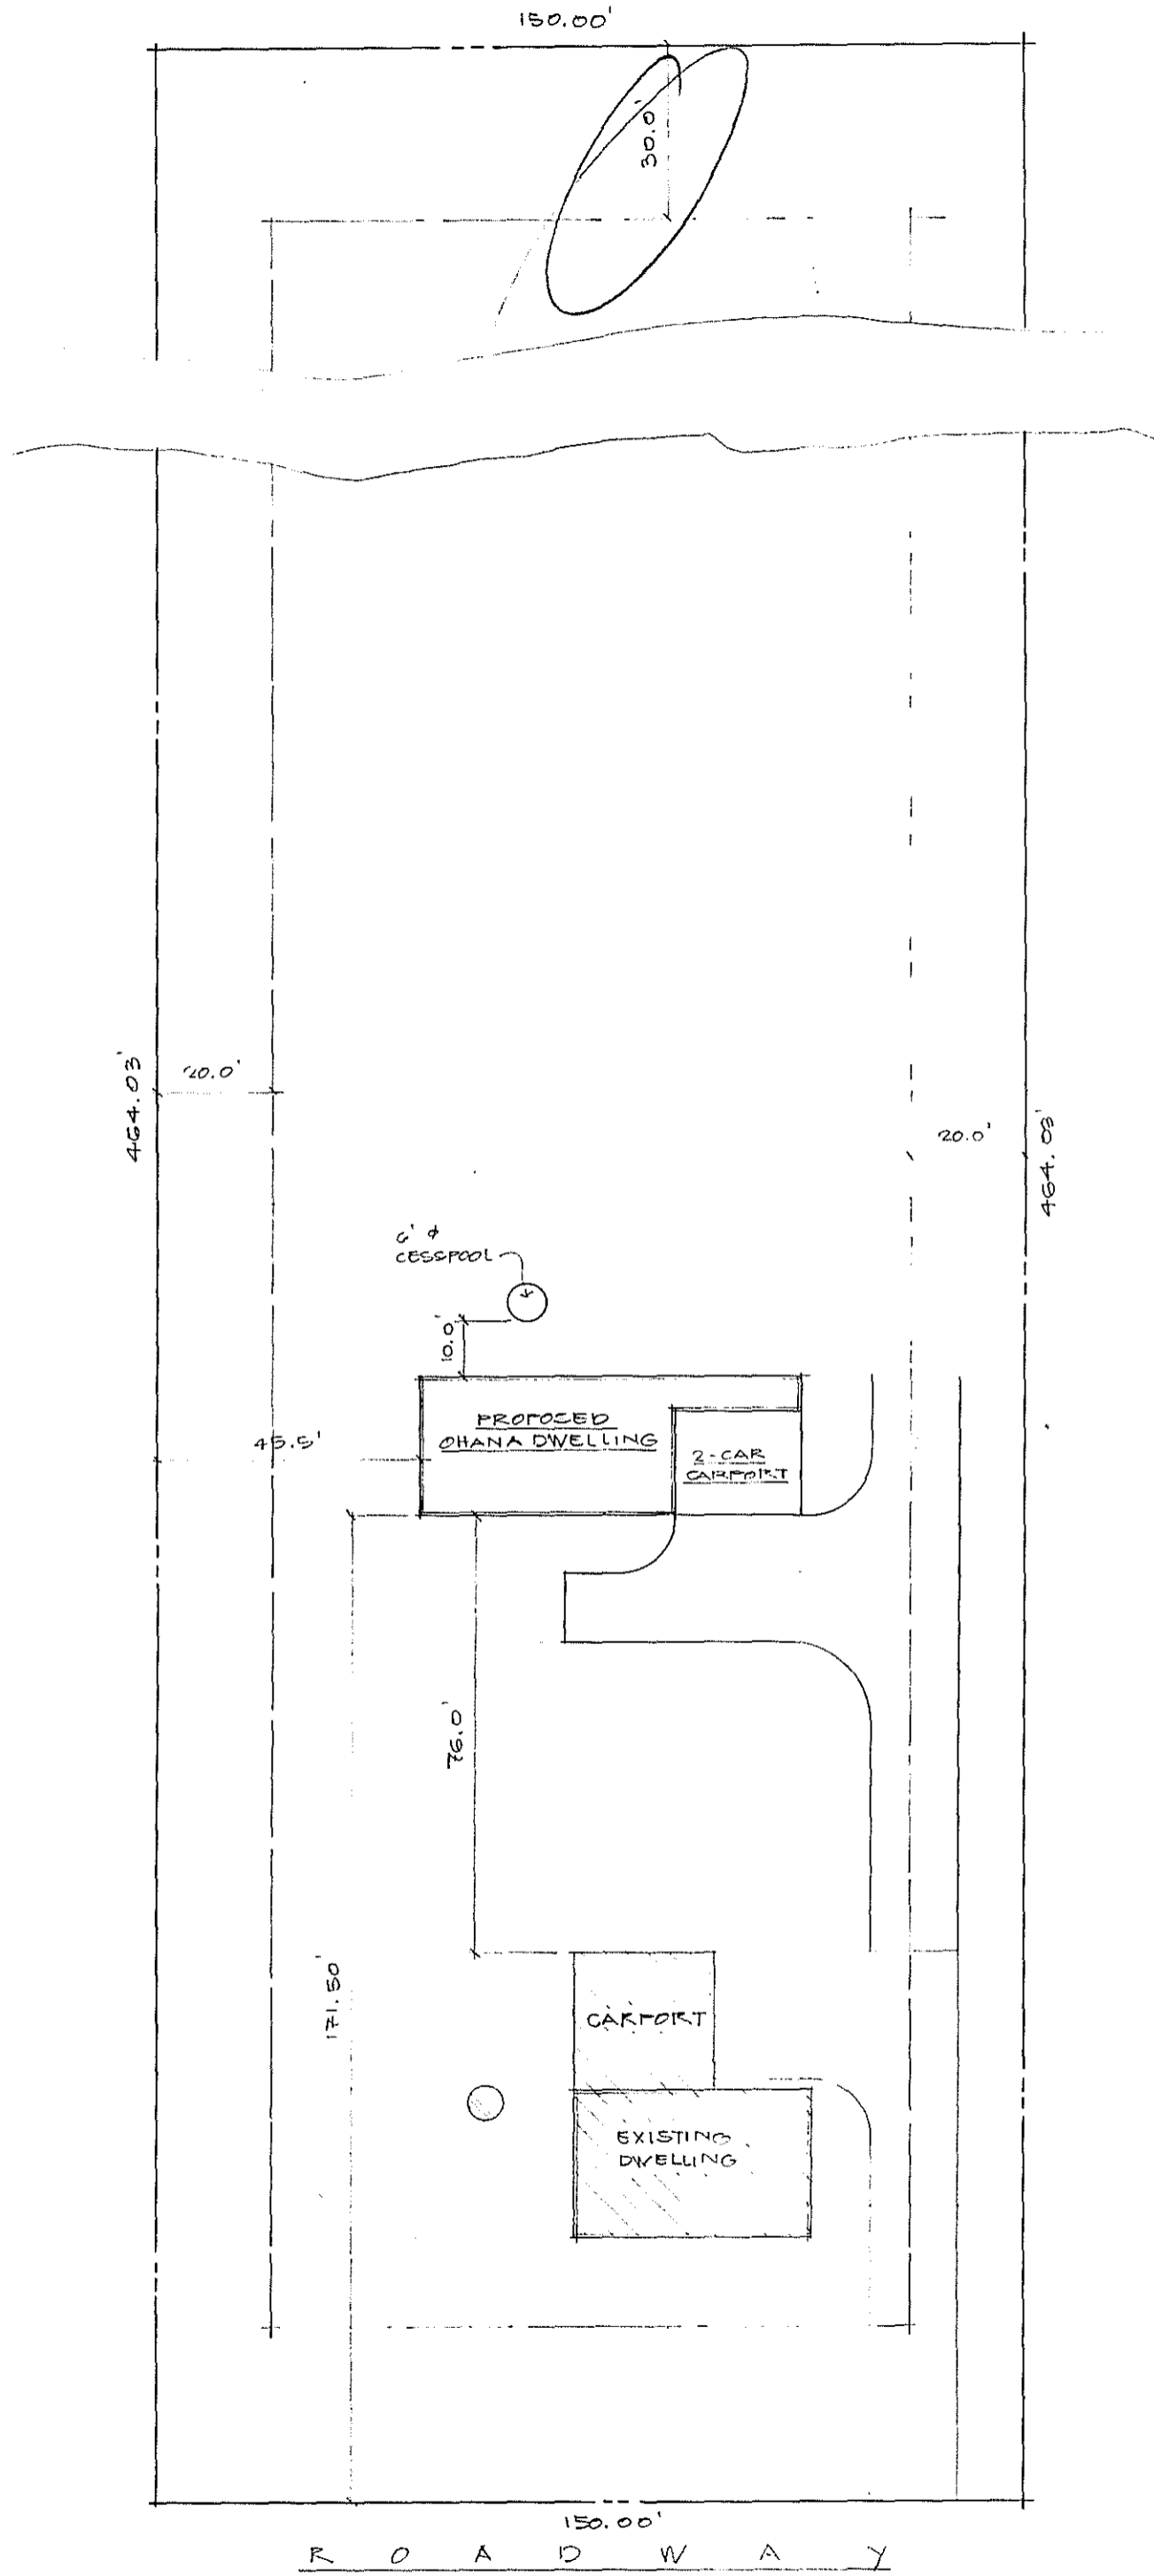 150.00'
30.0'
464.03'
20.0'
20.0'
464.03'
6' ϕ
CESSPOOL
10.0'
PROPOSED
OHANA DWELLING
2-CAR
CARPORT
45.5'
76.0'
171.50'
CARPORT
EXISTING
DWELLING
150.00'
ROADWAY